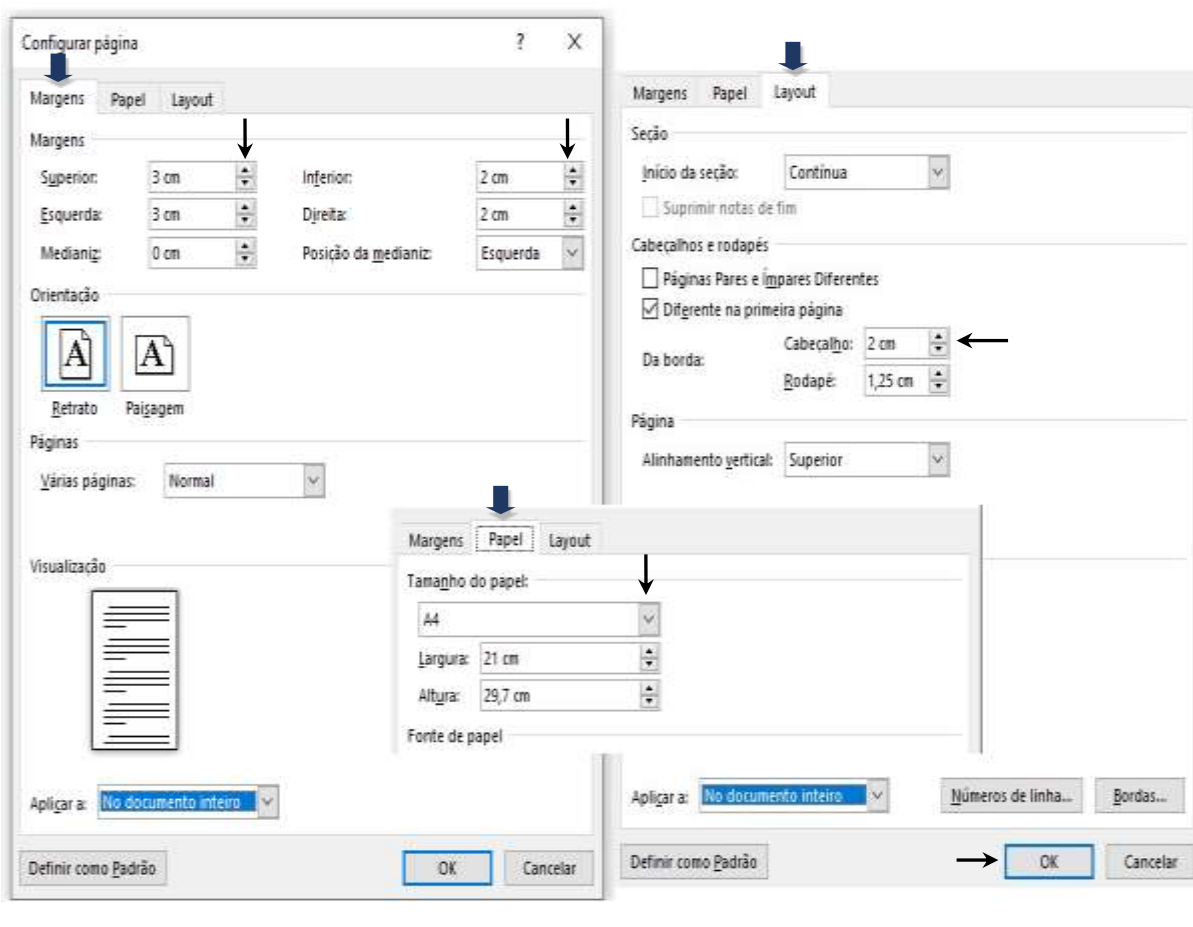 Configurar página ? X
Margens Papel Layout
Margens
Superior: 3 cm Inferior: 2 cm
Esquerda: 3 cm Direita: 2 cm
Medianiz: 0 cm Posição da medianiz: Esquerda
Orientação
A A
Retrato Paisagem
Páginas
Várias páginas: Normal
Visualização
Aplicar a: No documento inteiro
Definir como Padrão OK Cancelar
Margens Papel Layout
Tamanho do papel:
A4
Largura: 21 cm
Altura: 29,7 cm
Fonte de papel
Margens Papel Layout
Seção
Início da seção: Contínua
Suprimir notas de fim
Cabeçalhos e rodapés
Páginas Pares e Ímpares Diferentes
Diferente na primeira página
Cabeçalho: 2 cm
Da borda:
Rodapé: 1,25 cm
Página
Alinhamento vertical: Superior
Aplicar a: No documento inteiro Números de linha... Bordas...
Definir como Padrão OK Cancelar